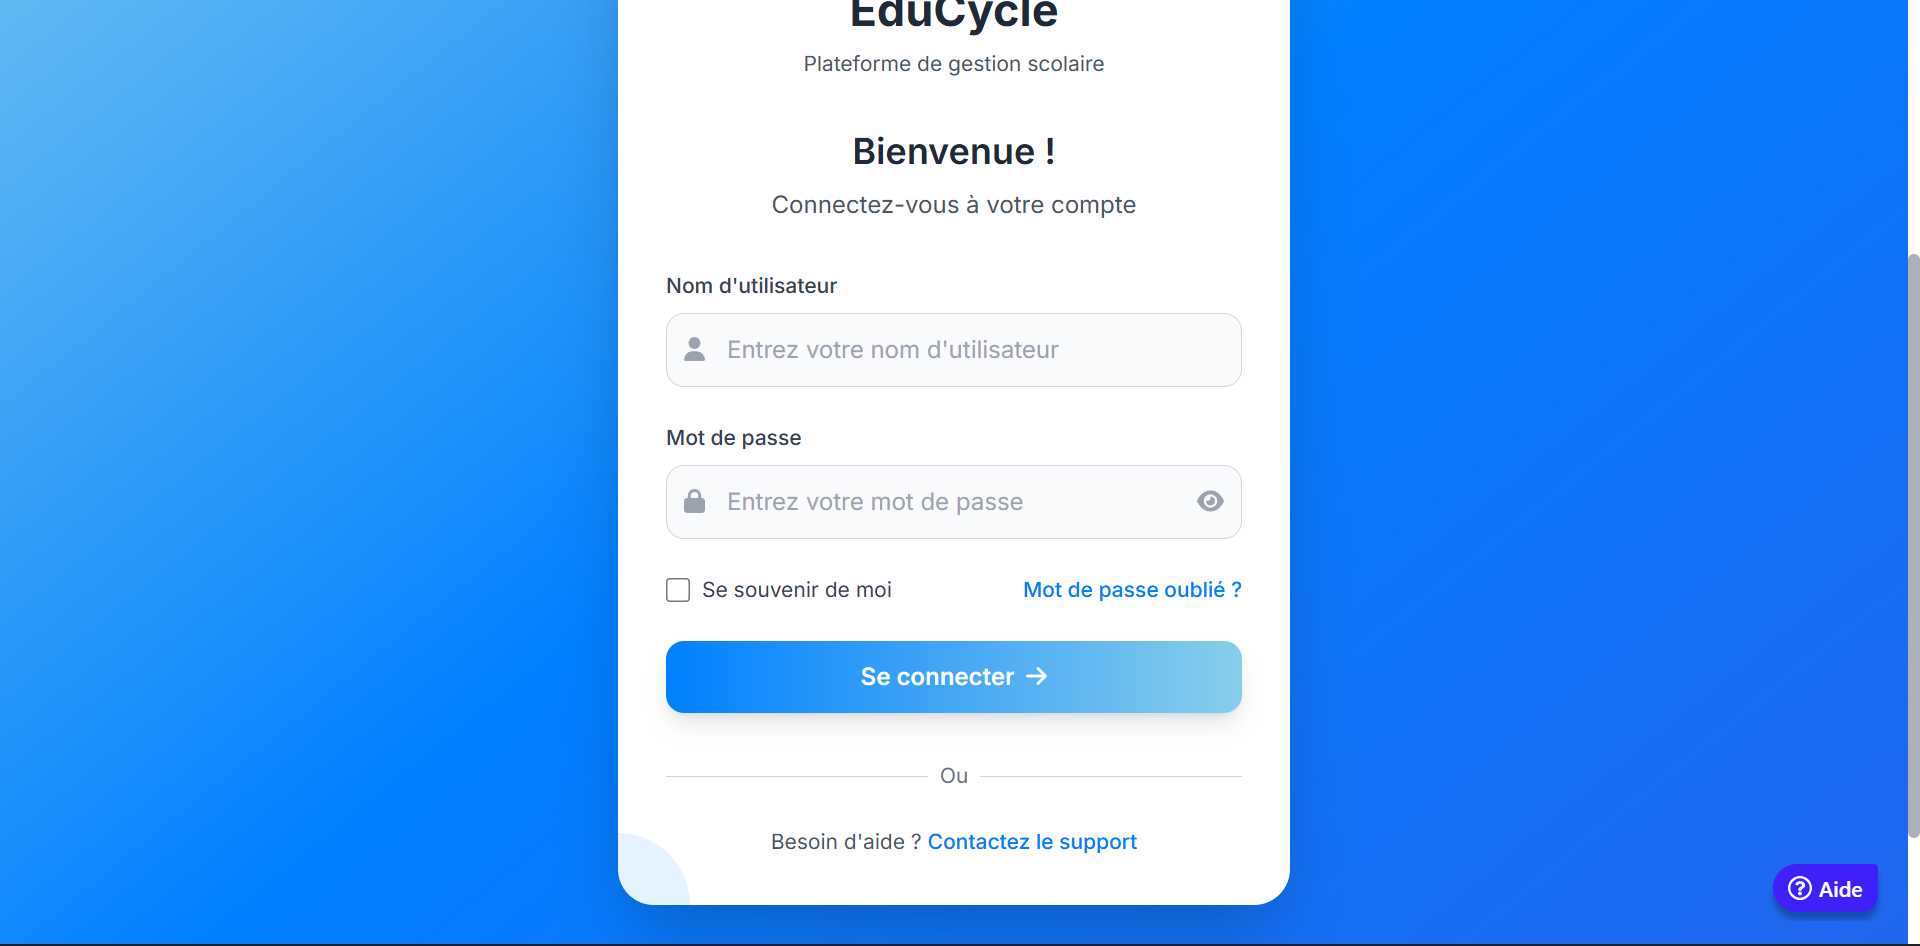 EduCycle
Plateforme de gestion scolaire
Bienvenue !
Connectez-vous à votre compte
Nom d'utilisateur
Entrez votre nom d'utilisateur
Mot de passe
Entrez votre mot de passe
Se souvenir de moi
Mot de passe oublié ?
Se connecter →
Ou
Besoin d'aide ? Contactez le support
Aide